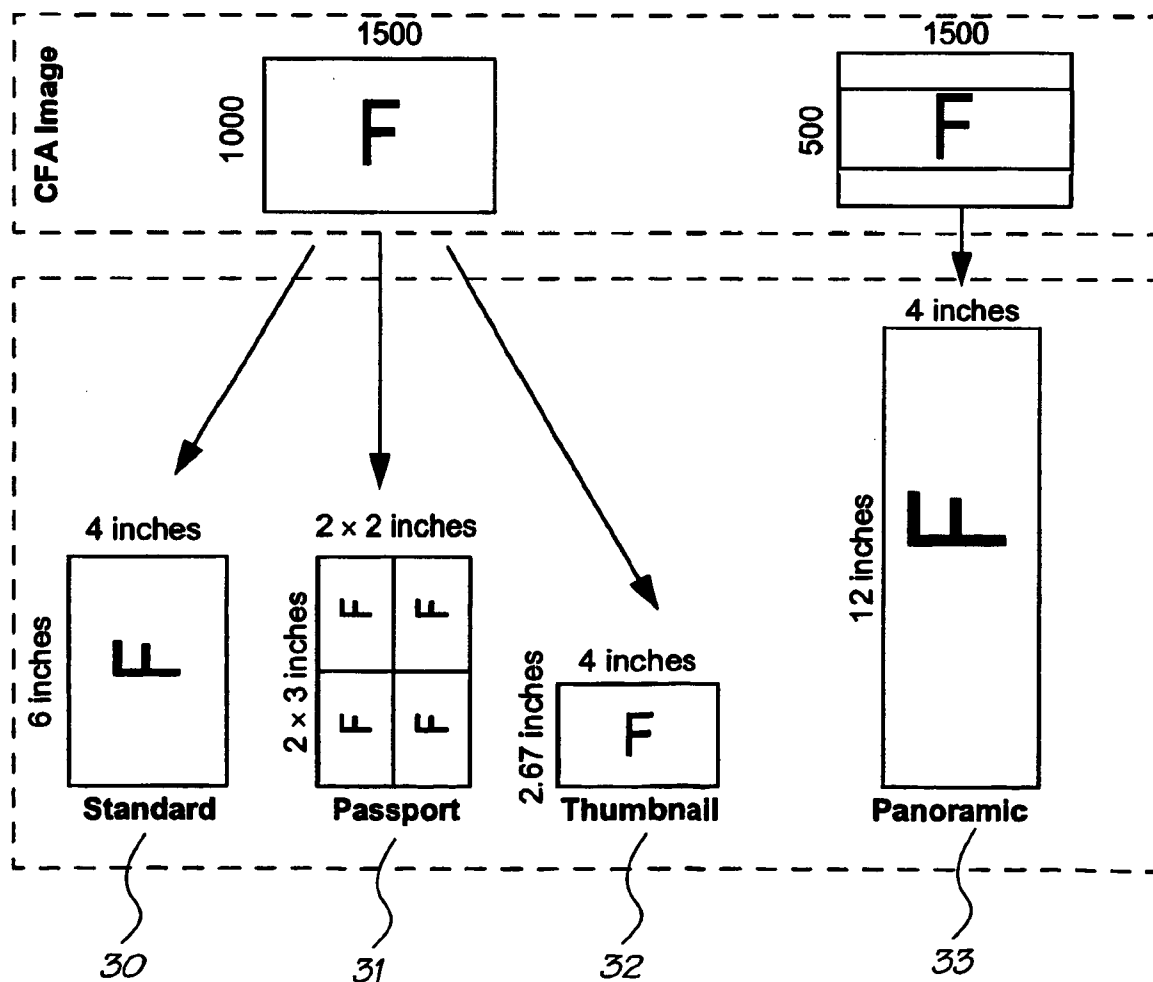 CFA Image
1500
1000
F
1500
500
F
4 inches
6 inches
F
Standard
30
2 × 2 inches
2 × 3 inches
F F
F F
Passport
31
4 inches
2.67 inches
F
Thumbnail
32
4 inches
12 inches
F
Panoramic
33